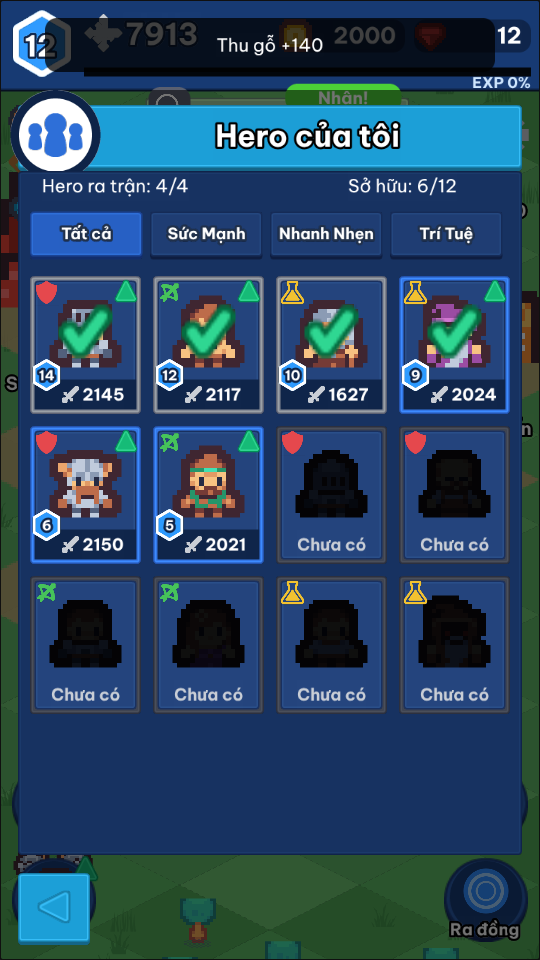 12
7913
Thu gỗ +140
2000
12
EXP 0%
Nhân!
Hero của tôi
Hero ra trận: 4/4
Sở hữu: 6/12
Tất cả
Sức Mạnh
Nhanh Nhẹn
Trí Tuệ
14
2145
12
2117
10
1627
9
2024
6
2150
5
2021
Chưa có
Chưa có
Chưa có
Chưa có
Chưa có
Chưa có
Ra đồng